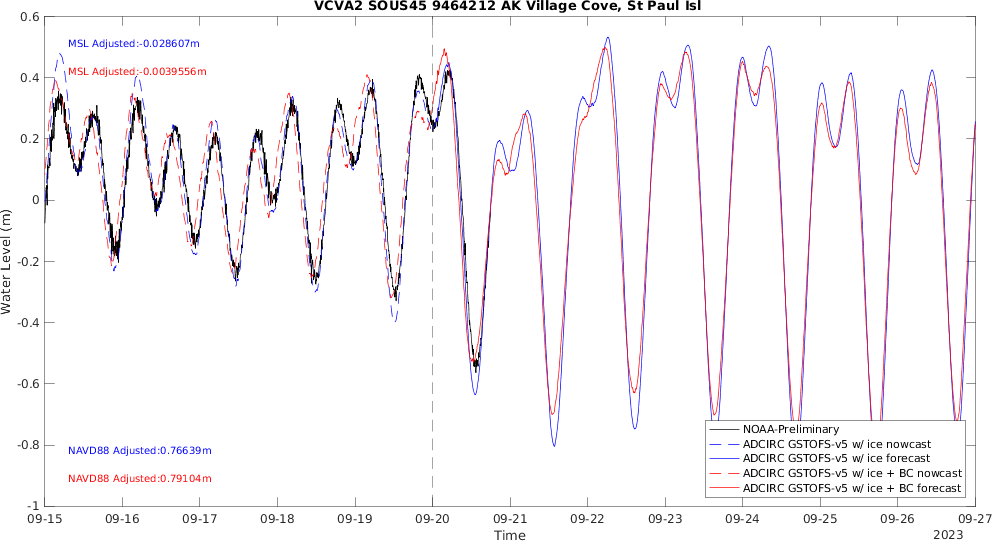 VCVA2 SOUS45 9464212 AK Village Cove, St Paul Isl
0.6
0.4
0.2
0
-0.2
-0.4
-0.6
-0.8
-1
Water Level (m)
MSL Adjusted:-0.028607m
MSL Adjusted:-0.0039556m
NAVD88 Adjusted:0.76639m
NAVD88 Adjusted:0.79104m
NOAA-Preliminary
ADCIRC GSTOFS-v5 w/ ice nowcast
ADCIRC GSTOFS-v5 w/ ice forecast
ADCIRC GSTOFS-v5 w/ ice + BC nowcast
ADCIRC GSTOFS-v5 w/ ice + BC forecast
09-15 09-16 09-17 09-18 09-19 09-20 09-21 09-22 09-23 09-24 09-25 09-26 09-27
Time
2023